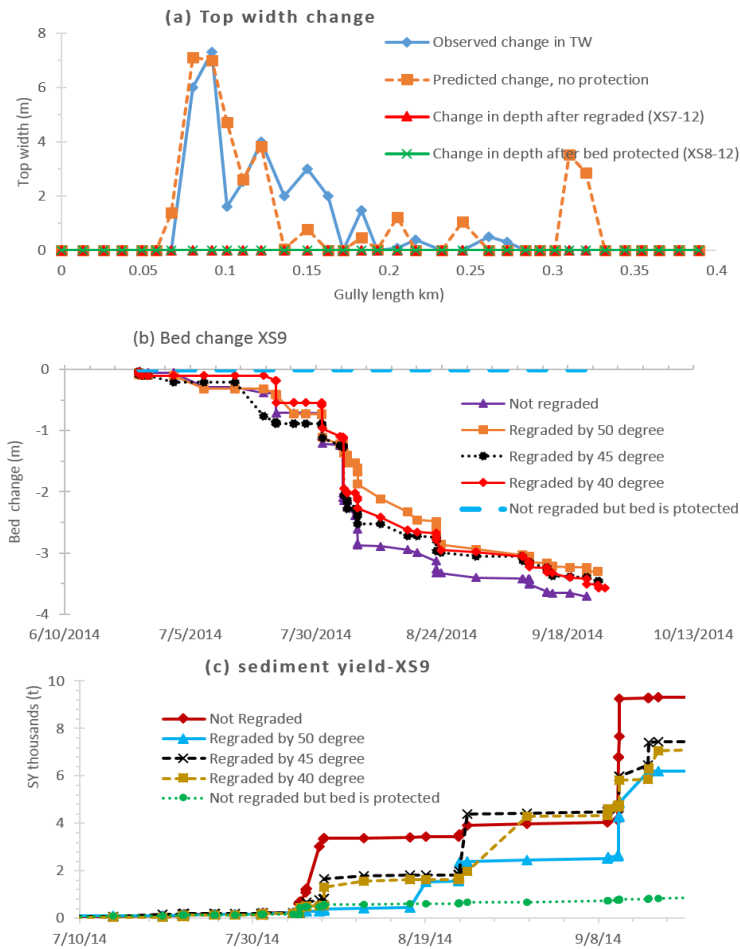 (a) Top width change
8
6
4
2
0
Top width (m)
Observed change in TW
Predicted change, no protection
Change in depth after regraded (XS7-12)
Change in depth after bed protected (XS8-12)
0 0.05 0.1 0.15 0.2 0.25 0.3 0.35 0.4
Gully length km)
(b) Bed change XS9
0
-1
-2
-3
-4
Bed change (m)
Not regraded
Regraded by 50 degree
Regraded by 45 degree
Regraded by 40 degree
Not regraded but bed is ptotected
6/10/2014 7/5/2014 7/30/2014 8/24/2014 9/18/2014 10/13/2014
(c) sediment yield-XS9
10
8
6
4
2
0
SY thousands (t)
Not Regraded
Regraded by 50 degree
Regraded by 45 degree
Regraded by 40 degree
Not regraded but bed is protected
7/10/14 7/30/14 8/19/14 9/8/14